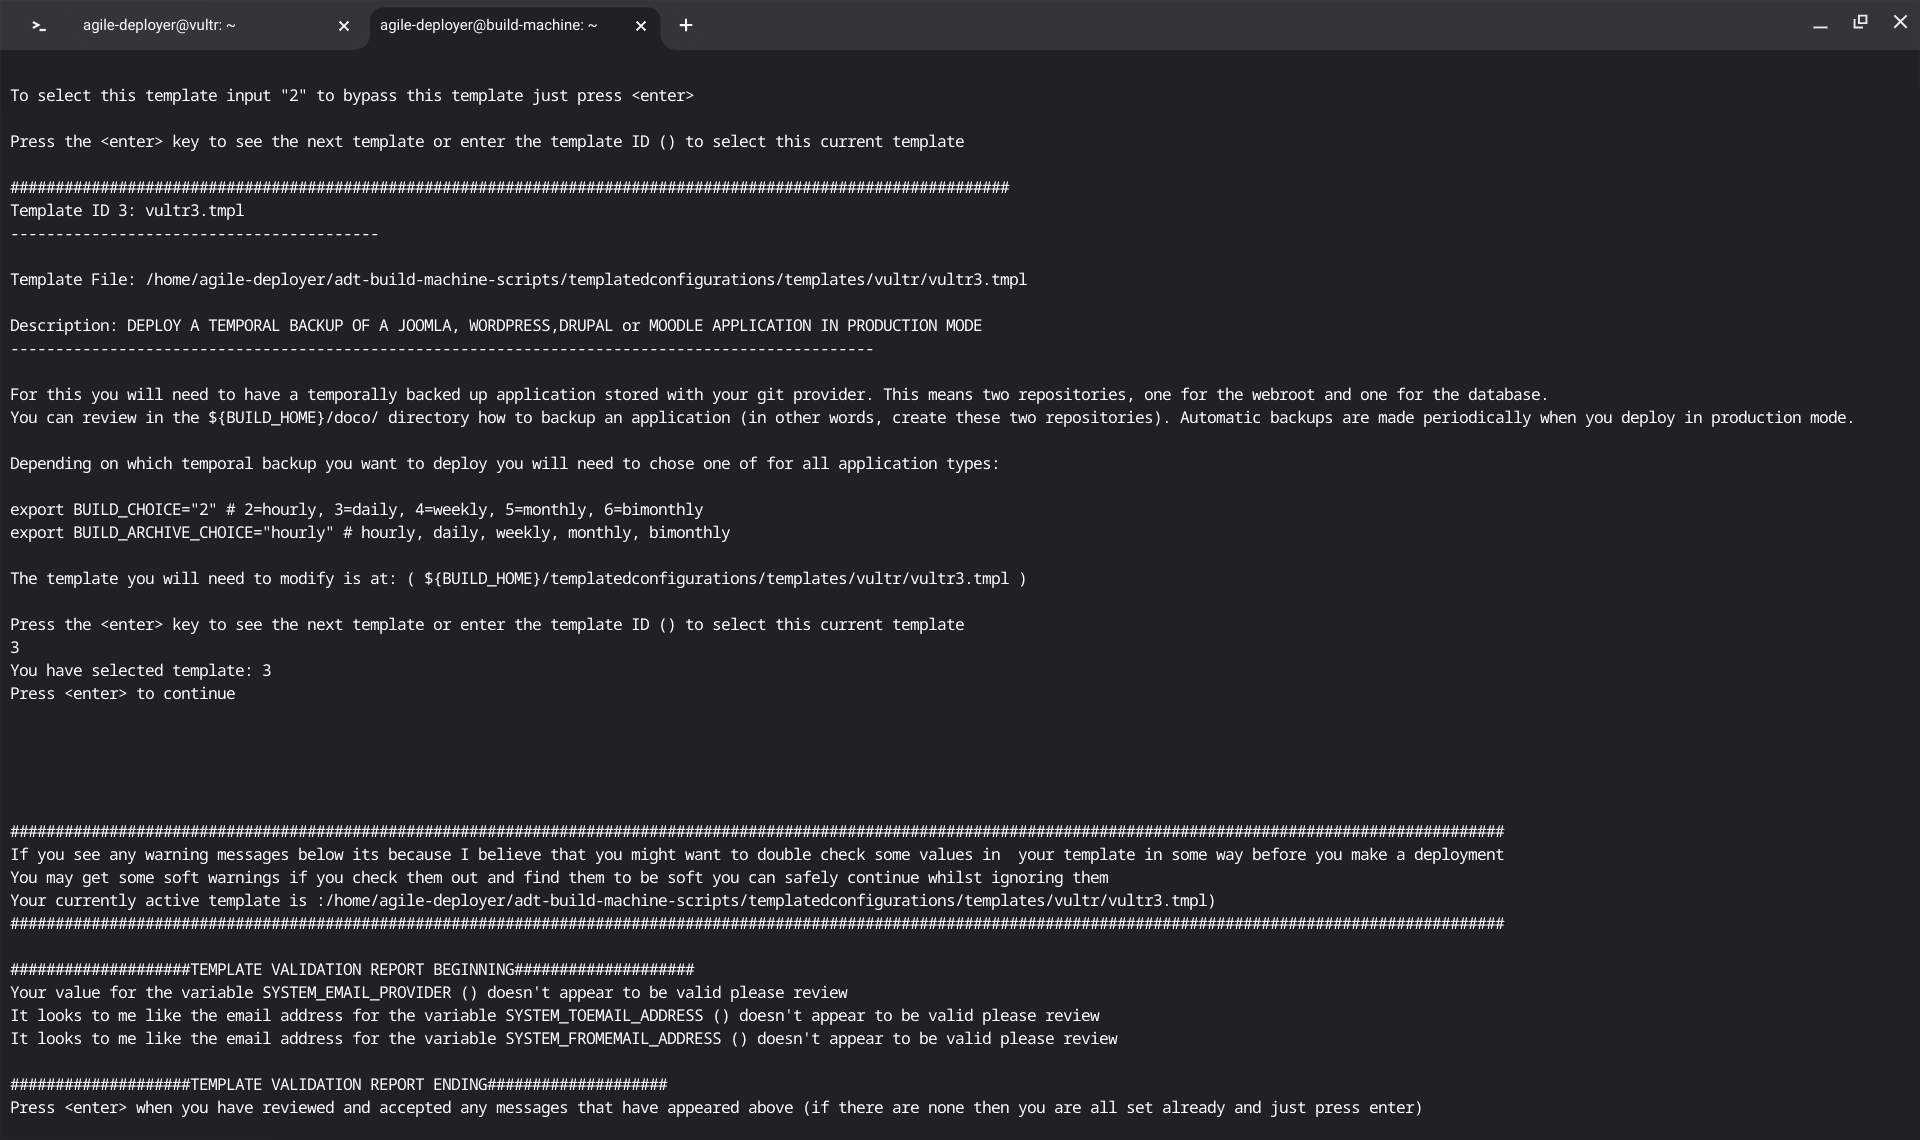 agile-deployer@vultr: ~
agile-deployer@build-machine: ~
To select this template input "2" to bypass this template just press <enter>
Press the <enter> key to see the next template or enter the template ID () to select this current template
###############################################################################################################
Template ID 3: vultr3.tmpl
-----------------------------------------
Template File: /home/agile-deployer/adt-build-machine-scripts/templatedconfigurations/templates/vultr/vultr3.tmpl
Description: DEPLOY A TEMPORAL BACKUP OF A JOOMLA, WORDPRESS,DRUPAL or MOODLE APPLICATION IN PRODUCTION MODE
------------------------------------------------------------------------------------------------
For this you will need to have a temporally backed up application stored with your git provider. This means two repositories, one for the webroot and one for the database.
You can review in the ${BUILD_HOME}/doco/ directory how to backup an application (in other words, create these two repositories). Automatic backups are made periodically when you deploy in production mode.
Depending on which temporal backup you want to deploy you will need to chose one of for all application types:
export BUILD_CHOICE="2" # 2=hourly, 3=daily, 4=weekly, 5=monthly, 6=bimonthly
export BUILD_ARCHIVE_CHOICE="hourly" # hourly, daily, weekly, monthly, bimonthly
The template you will need to modify is at: ( ${BUILD_HOME}/templatedconfigurations/templates/vultr/vultr3.tmpl )
Press the <enter> key to see the next template or enter the template ID () to select this current template
3
You have selected template: 3
Press <enter> to continue
######################################################################################################################################################################
If you see any warning messages below its because I believe that you might want to double check some values in  your template in some way before you make a deployment
You may get some soft warnings if you check them out and find them to be soft you can safely continue whilst ignoring them
Your currently active template is :/home/agile-deployer/adt-build-machine-scripts/templatedconfigurations/templates/vultr/vultr3.tmpl)
######################################################################################################################################################################
####################TEMPLATE VALIDATION REPORT BEGINNING####################
Your value for the variable SYSTEM_EMAIL_PROVIDER () doesn't appear to be valid please review
It looks to me like the email address for the variable SYSTEM_TOEMAIL_ADDRESS () doesn't appear to be valid please review
It looks to me like the email address for the variable SYSTEM_FROMEMAIL_ADDRESS () doesn't appear to be valid please review
####################TEMPLATE VALIDATION REPORT ENDING####################
Press <enter> when you have reviewed and accepted any messages that have appeared above (if there are none then you are all set already and just press enter)